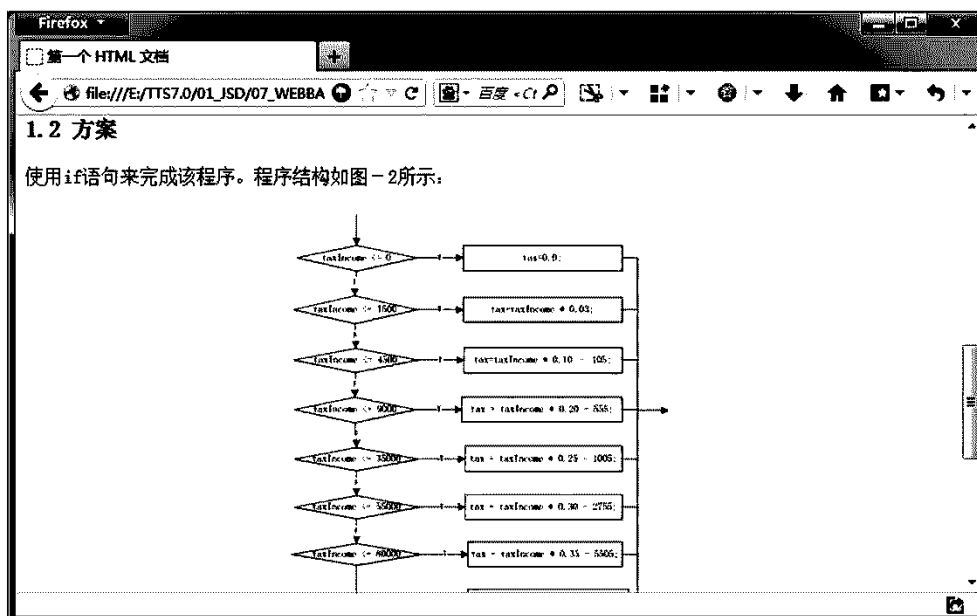 Firefox
第一个 HTML 文档
file:///E:/TTS7.0/01_JSD/07_WEBBA
百度 <Ct
1.2 方案
使用if语句来完成该程序。程序结构如图－2所示：
taxIncome <= 0
tax=0.0;
taxIncome <= 1500
tax=taxIncome * 0.03;
taxIncome <= 4500
tax=taxIncome * 0.10 - 105;
taxIncome <= 9000
tax = taxIncome * 0.20 - 555;
taxIncome <= 35000
tax = taxIncome * 0.25 - 1005;
taxIncome <= 55000
tax = taxIncome * 0.30 - 2755;
taxIncome <= 80000
tax = taxIncome * 0.35 - 5505;